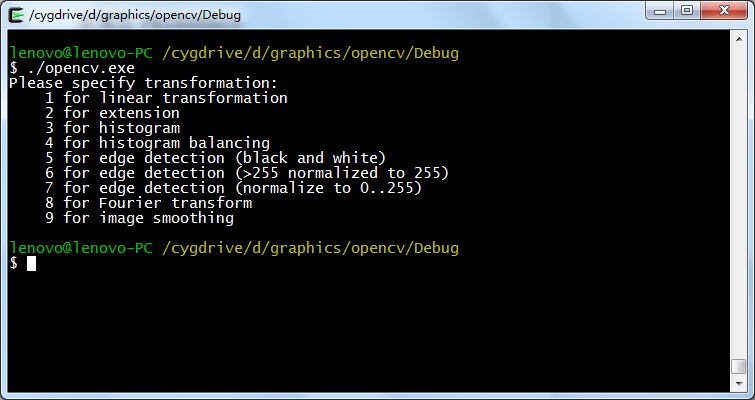 /cygdrive/d/graphics/opencv/Debug
lenovo@lenovo-PC /cygdrive/d/graphics/opencv/Debug
$ ./opencv.exe
Please specify transformation:
    1 for linear transformation
    2 for extension
    3 for histogram
    4 for histogram balancing
    5 for edge detection (black and white)
    6 for edge detection (>255 normalized to 255)
    7 for edge detection (normalize to 0..255)
    8 for Fourier transform
    9 for image smoothing
lenovo@lenovo-PC /cygdrive/d/graphics/opencv/Debug
$